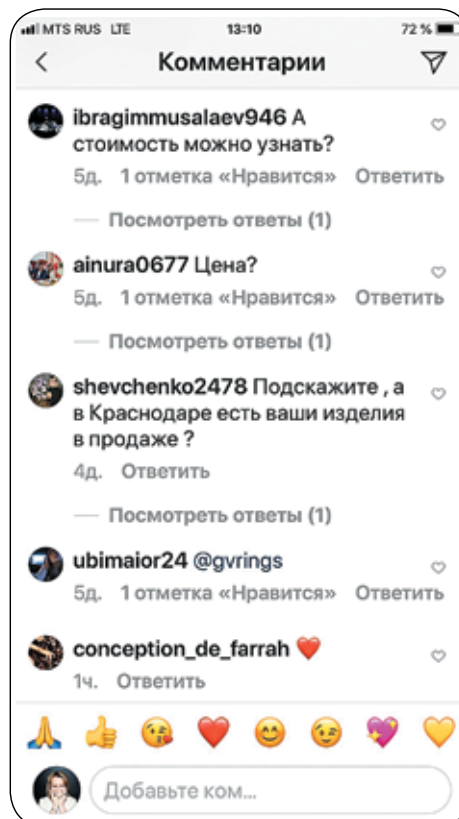 MTS RUS LTE 13:10 72 %
Комментарии
ibragimmusalaev946 А
стоимость можно узнать?
5д. 1 отметка «Нравится» Ответить
Посмотреть ответы (1)
ainura0677 Цена?
5д. 1 отметка «Нравится» Ответить
Посмотреть ответы (1)
shevchenko2478 Подскажите , а
в Краснодаре есть ваши изделия
в продаже ?
4д. Ответить
Посмотреть ответы (1)
ubimaior24 @gvrings
5д. 1 отметка «Нравится» Ответить
conception_de_farrah ❤️
1ч. Ответить
Добавьте ком...